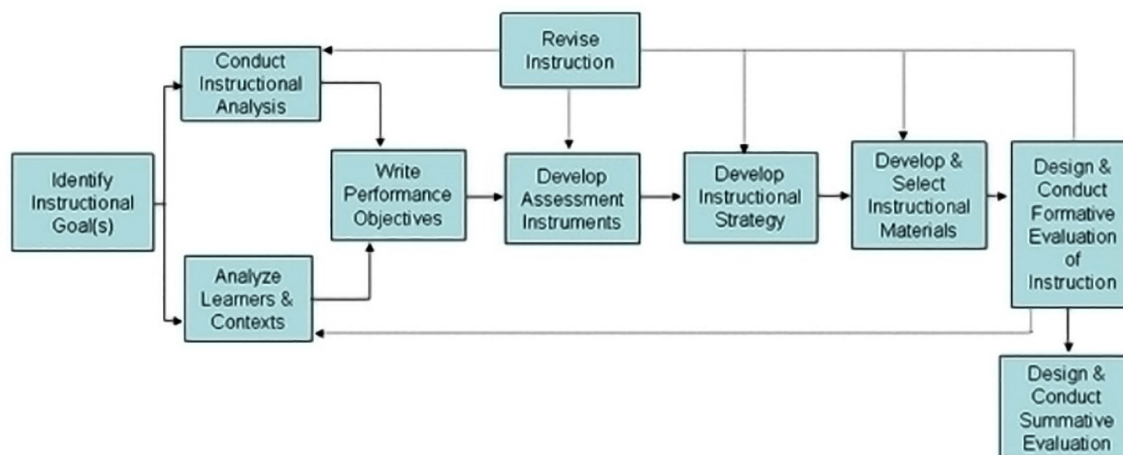 Revise
Instruction
Conduct
Instructional
Analysis
Identify
Instructional
Goal(s)
Write
Performance
Objectives
Develop
Assessment
Instruments
Develop
Instructional
Strategy
Develop &
Select
Instructional
Materials
Design &
Conduct
Formative
Evaluation
of
Instruction
Analyze
Learners &
Contexts
Design &
Conduct
Summative
Evaluation